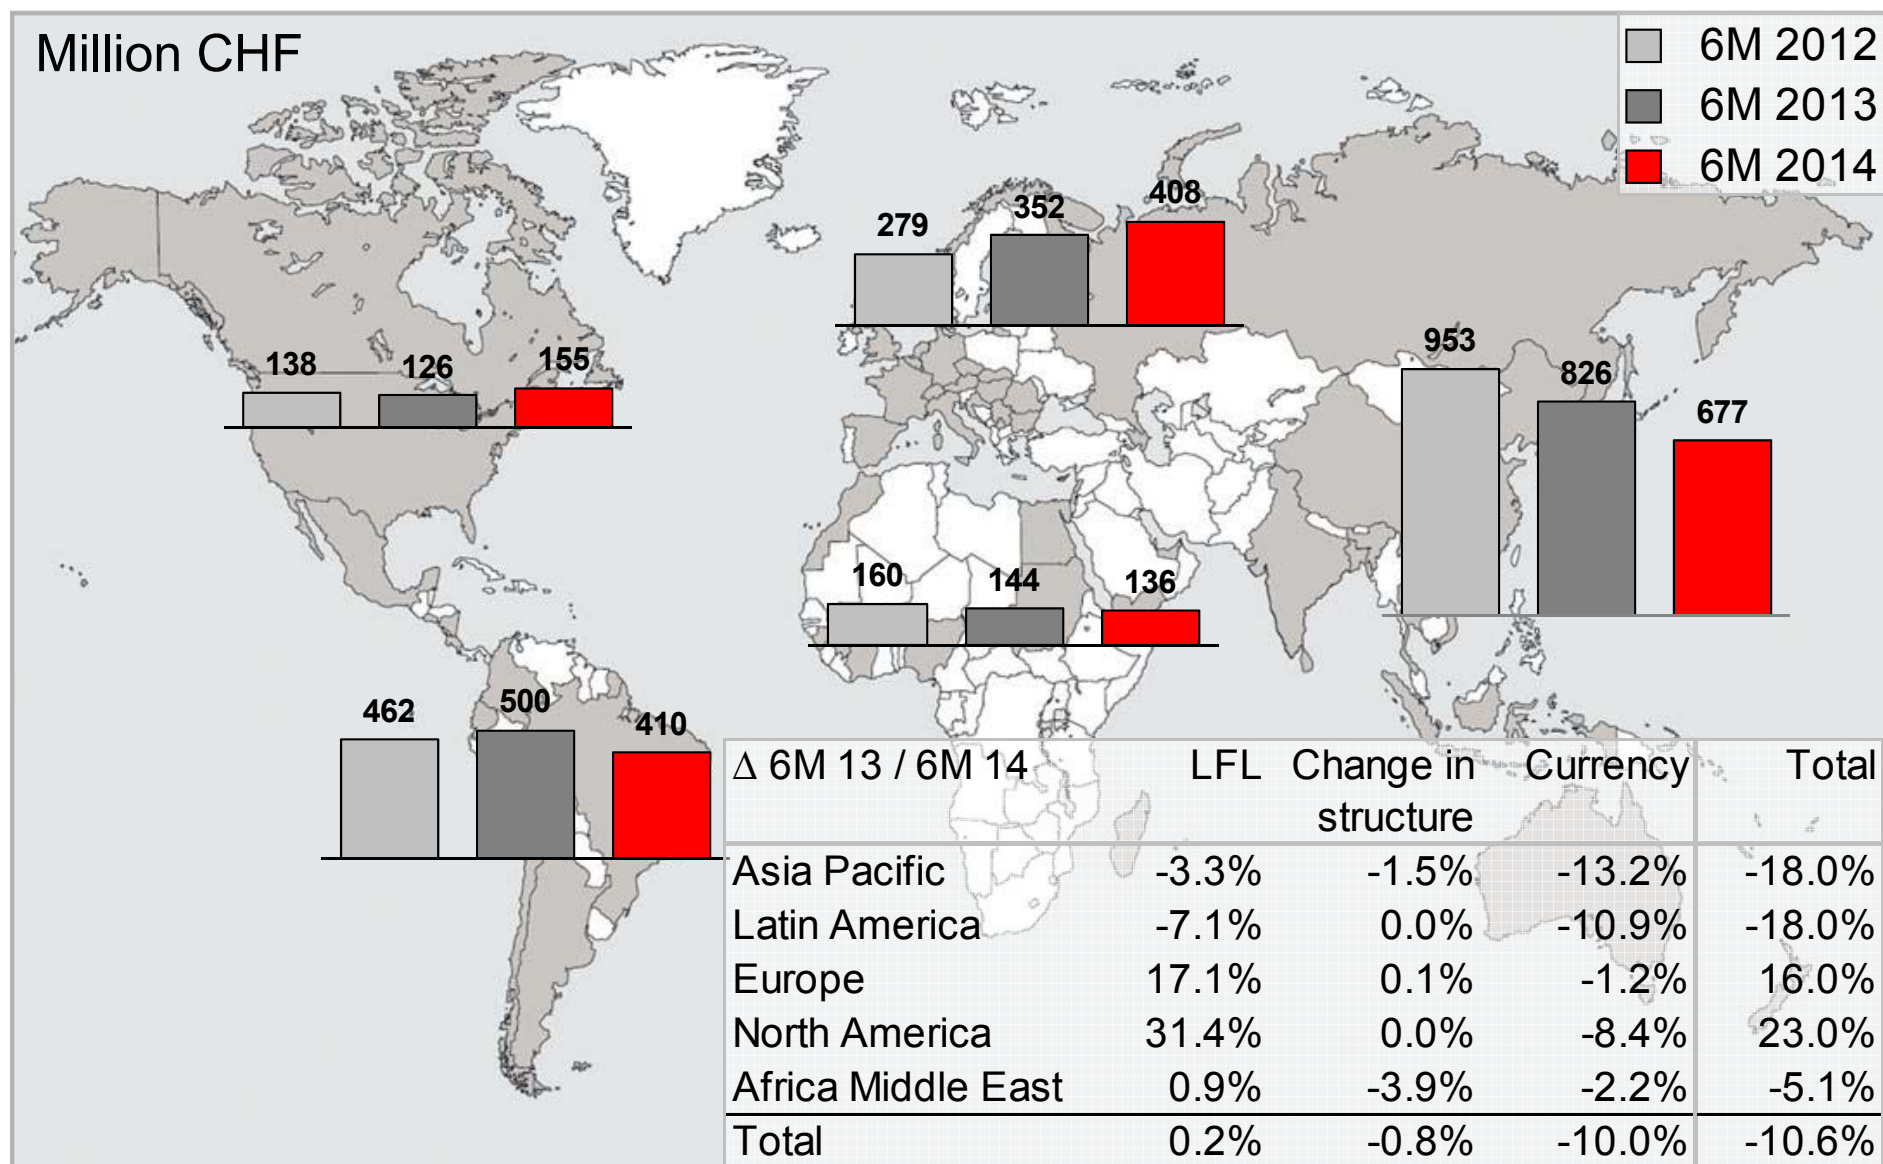 Million CHF
6M 2012
6M 2013
6M 2014
279
352
408
138
126
155
953
826
677
160
144
136
462
500
410
Δ 6M 13 / 6M 14 LFL Change in structure Currency Total
Asia Pacific -3.3% -1.5% -13.2% -18.0%
Latin America -7.1% 0.0% -10.9% -18.0%
Europe 17.1% 0.1% -1.2% 16.0%
North America 31.4% 0.0% -8.4% 23.0%
Africa Middle East 0.9% -3.9% -2.2% -5.1%
Total 0.2% -0.8% -10.0% -10.6%